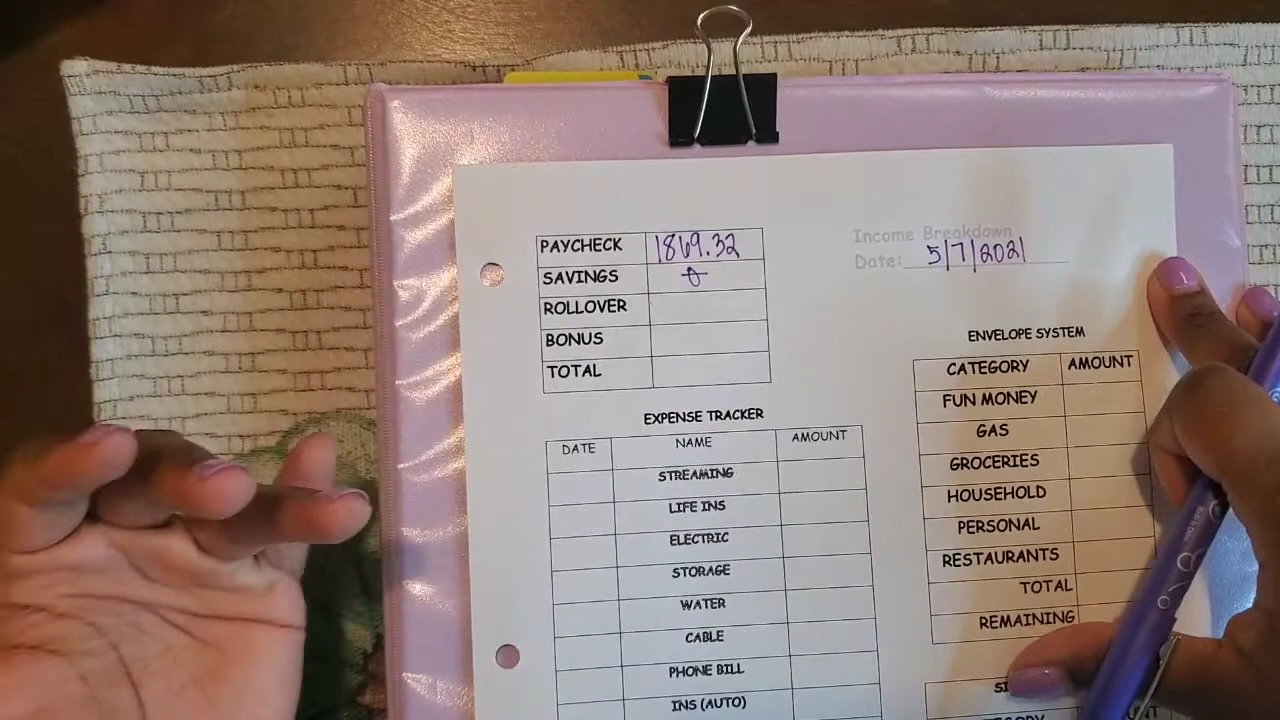 PAYCHECK 1869.32
SAVINGS 0
ROLLOVER
BONUS
TOTAL
Income Breakdown
Date: 5/7/2021
ENVELOPE SYSTEM
CATEGORY AMOUNT
FUN MONEY
GAS
GROCERIES
HOUSEHOLD
PERSONAL
RESTAURANTS
TOTAL
REMAINING
EXPENSE TRACKER
DATE NAME AMOUNT
STREAMING
LIFE INS
ELECTRIC
STORAGE
WATER
CABLE
PHONE BILL
INS (AUTO)